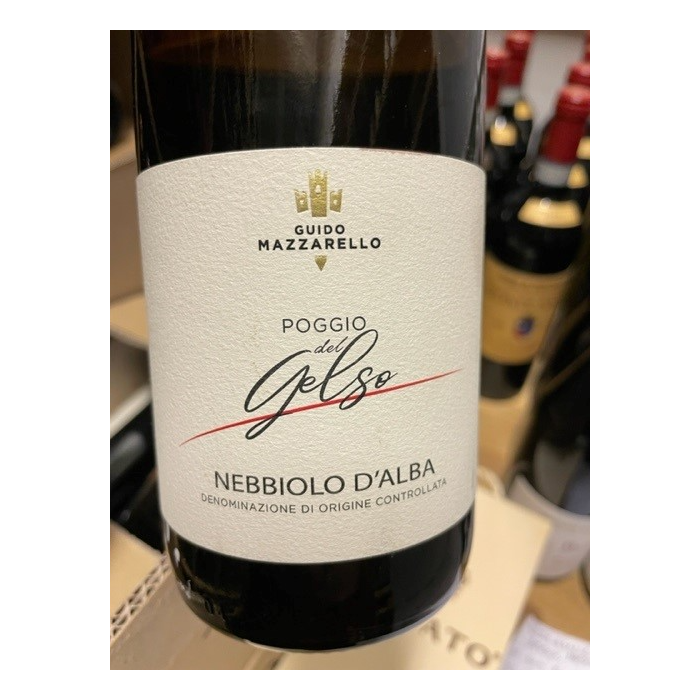 GUIDO
MAZZARELLO
POGGIO
del
Gelso
NEBBIOLO D'ALBA
DENOMINAZIONE DI ORIGINE CONTROLLATA